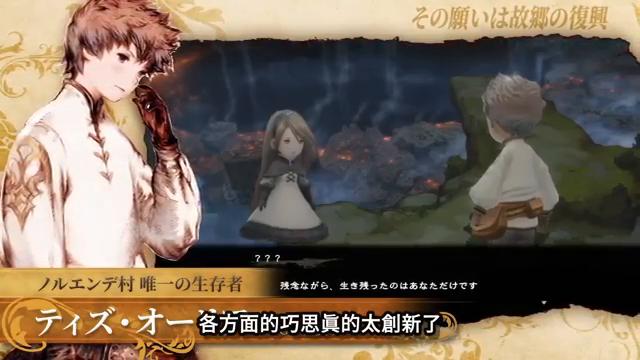 その願いは故郷の復興
？？？
残念ながら、生き残ったのはあなただけです
ノルエンデ村 唯一の生存者
ティズ・オー
各方面的巧思眞的太創新了